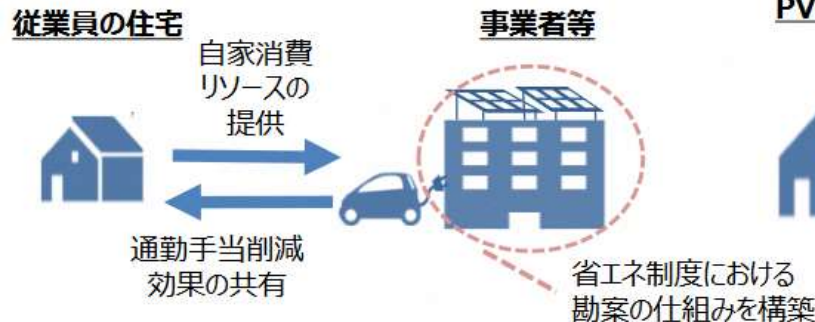 従業員の住宅
事業者等
PV
自家消費
リソースの
提供
通勤手当削減
効果の共有
省エネ制度における
勘案の仕組みを構築